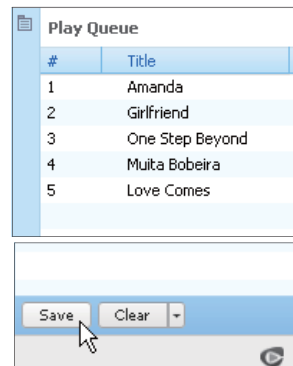 Play Queue
# Title
1 Amanda
2 Girlfriend
3 One Step Beyond
4 Muita Bobeira
5 Love Comes
Save Clear